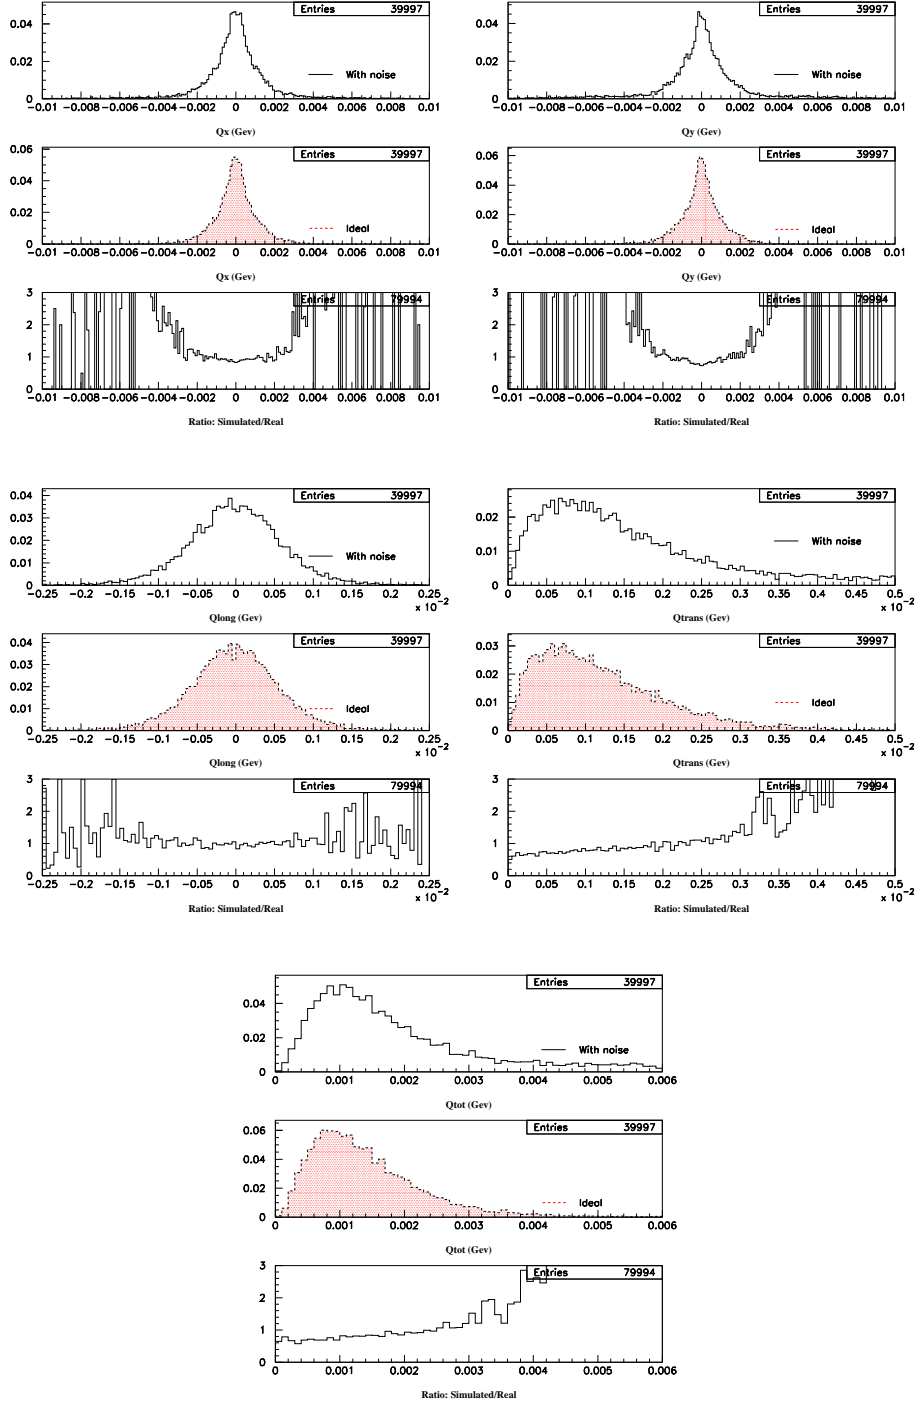 Entries 39997
0.04
0.02
0
With noise
−0.01 −0.008 −0.006 −0.004 −0.002 0 0.002 0.004 0.006 0.008 0.01
Qx (Gev)
Entries 39997
0.06
0.04
0.02
0
Ideal
−0.01 −0.008 −0.006 −0.004 −0.002 0 0.002 0.004 0.006 0.008 0.01
Qx (Gev)
Entries 79994
3
2
1
0
−0.01 −0.008 −0.006 −0.004 −0.002 0 0.002 0.004 0.006 0.008 0.01
Ratio: Simulated/Real
Entries 39997
0.04
0.02
0
With noise
−0.01 −0.008 −0.006 −0.004 −0.002 0 0.002 0.004 0.006 0.008 0.01
Qy (Gev)
Entries 39997
0.06
0.04
0.02
0
Ideal
−0.01 −0.008 −0.006 −0.004 −0.002 0 0.002 0.004 0.006 0.008 0.01
Qy (Gev)
Entries 79994
3
2
1
0
−0.01 −0.008 −0.006 −0.004 −0.002 0 0.002 0.004 0.006 0.008 0.01
Ratio: Simulated/Real
Entries 39997
0.04
0.03
0.02
0.01
0
With noise
−0.25 −0.2 −0.15 −0.1 −0.05 0 0.05 0.1 0.15 0.2 0.25
x 10 −2
Qlong (Gev)
Entries 39997
0.04
0.03
0.02
0.01
0
Ideal
−0.25 −0.2 −0.15 −0.1 −0.05 0 0.05 0.1 0.15 0.2 0.25
x 10 −2
Qlong (Gev)
Entries 79994
3
2
1
0
−0.25 −0.2 −0.15 −0.1 −0.05 0 0.05 0.1 0.15 0.2 0.25
x 10 −2
Ratio: Simulated/Real
Entries 39997
0.02
0.01
0
With noise
0 0.05 0.1 0.15 0.2 0.25 0.3 0.35 0.4 0.45 0.5
x 10 −2
Qtrans (Gev)
Entries 39997
0.03
0.02
0.01
0
Ideal
0 0.05 0.1 0.15 0.2 0.25 0.3 0.35 0.4 0.45 0.5
x 10 −2
Qtrans (Gev)
Entries 79994
3
2
1
0
0 0.05 0.1 0.15 0.2 0.25 0.3 0.35 0.4 0.45 0.5
x 10 −2
Ratio: Simulated/Real
Entries 39997
0.04
0.02
0
With noise
0 0.001 0.002 0.003 0.004 0.005 0.006
Qtot (Gev)
Entries 39997
0.06
0.04
0.02
0
Ideal
0 0.001 0.002 0.003 0.004 0.005 0.006
Qtot (Gev)
Entries 79994
3
2
1
0
0 0.001 0.002 0.003 0.004 0.005 0.006
Ratio: Simulated/Real